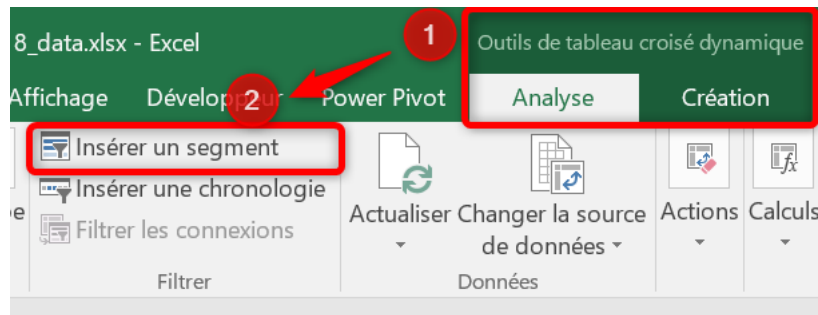 8_data.xlsx - Excel
1
Outils de tableau croisé dynamique
Affichage Développeur Power Pivot Analyse Création
2
Insérer un segment
Insérer une chronologie
Filtrer les connexions
Filtrer
Actualiser
Changer la source
de données
Données
Actions
Calculs